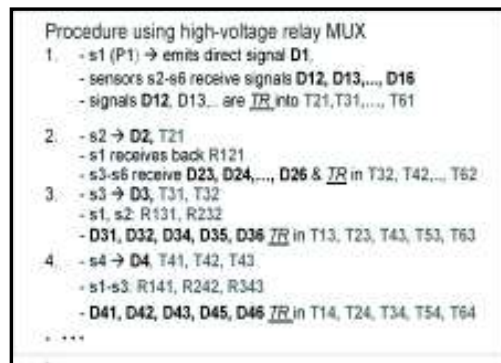 Procedure using high-voltage relay MUX
1. - s1 (P1) → emits direct signal D1,
- sensors s2-s6 receive signals D12, D13,..., D16
- signals D12, D13,.. are TR into T21,T31,..., T61
2. - s2 → D2, T21
- s1 receives back R121
- s3-s6 receive D23, D24,..., D26 & TR in T32, T42,.., T62
3. - s3 → D3, T31, T32
- s1, s2: R131, R232
- D31, D32, D34, D35, D36 TR in T13, T23, T43, T53, T63
4. - s4 → D4, T41, T42, T43
- s1-s3: R141, R242, R343
- D41, D42, D43, D45, D46 TR in T14, T24, T34, T54, T64
. ...